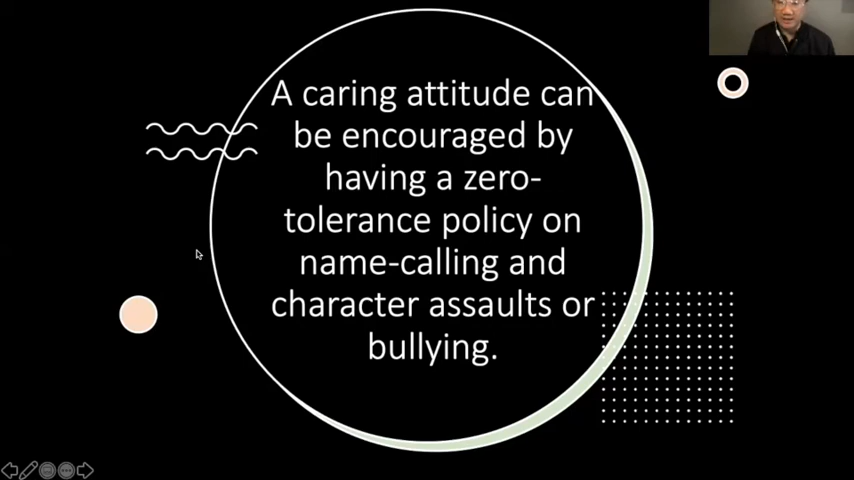 A caring attitude can
be encouraged by
having a zero-
tolerance policy on
name-calling and
character assaults or
bullying.